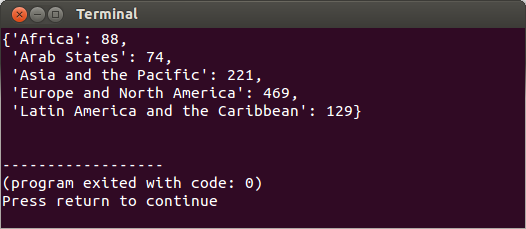 Terminal
{'Africa': 88,
 'Arab States': 74,
 'Asia and the Pacific': 221,
 'Europe and North America': 469,
 'Latin America and the Caribbean': 129}
------------------
(program exited with code: 0)
Press return to continue